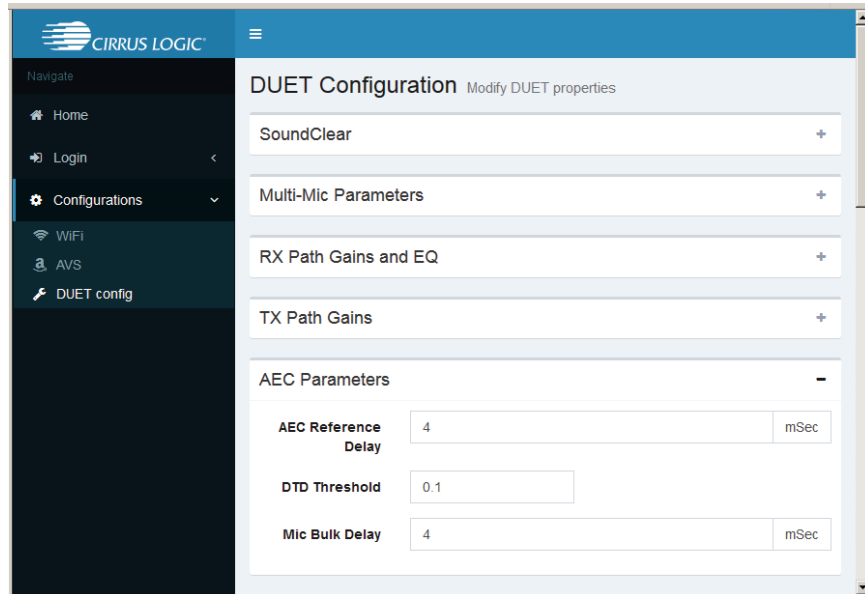 CIRRUS LOGIC®
Navigate
Home
Login
Configurations
WiFi
AVS
DUET config
DUET Configuration Modify DUET properties
SoundClear
Multi-Mic Parameters
RX Path Gains and EQ
TX Path Gains
AEC Parameters
AEC Reference
Delay
4 mSec
DTD Threshold 0.1
Mic Bulk Delay 4 mSec